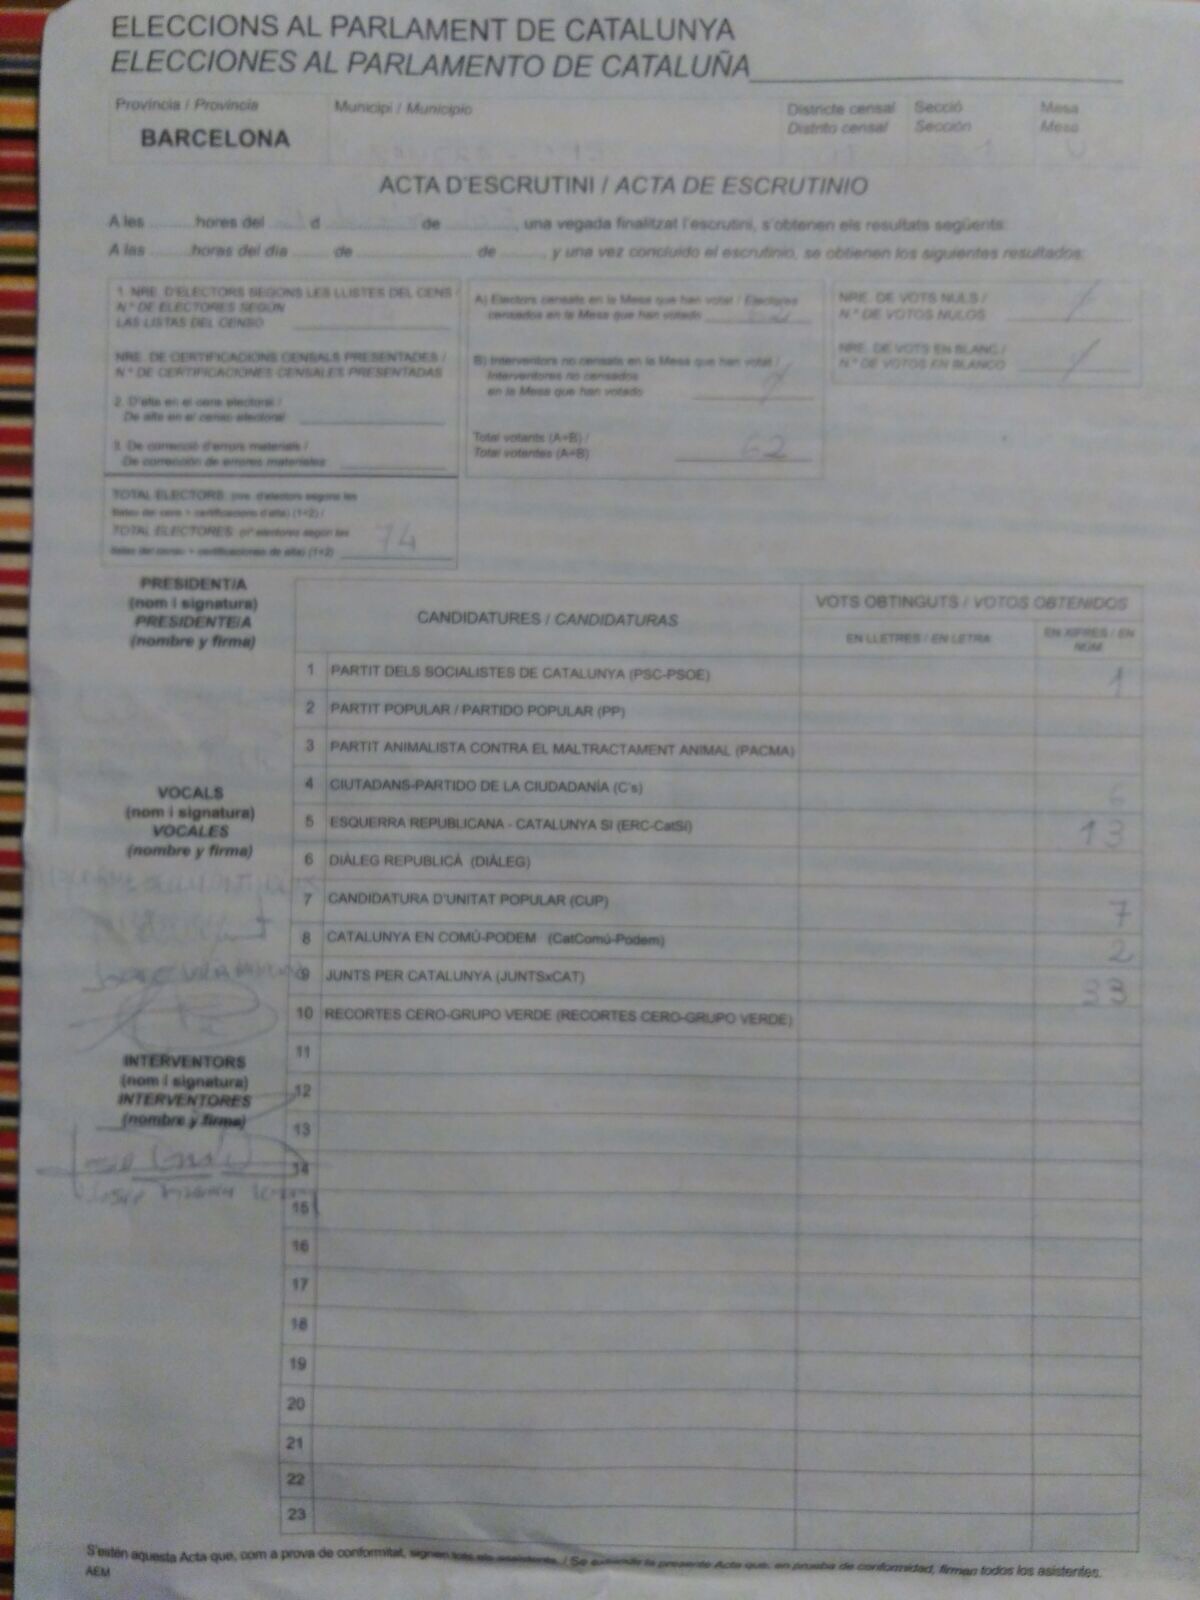 ELECCIONS AL PARLAMENT DE CATALUNYA
ELECCIONES AL PARLAMENTO DE CATALUÑA
Província / Provincia
BARCELONA
Municipi / Municipio
Districte censal Secció Mesa
Distrito censal Sección Mesa
ACTA D'ESCRUTINI / ACTA DE ESCRUTINIO
A les hores del d de , una vegada finalitzat l'escrutini, s'obtenen els resultats següents:
A las horas del día de de , y una vez concluido el escrutinio, se obtienen los siguientes resultados:
1. NRE. D'ELECTORS SEGONS LES LLISTES DEL CENS /
N.º DE ELECTORES SEGÚN
LAS LISTAS DEL CENSO
NRE. DE CERTIFICACIONS CENSALS PRESENTADES /
N.º DE CERTIFICACIONES CENSALES PRESENTADAS
2. D'alta en el cens electoral /
De alta en el censo electoral
3. De correcció d'errors materials /
De corrección de errores materiales
TOTAL ELECTORS: (nre. d'electors segons les
llistes del cens + certificacions d'alta) (1+2) /
TOTAL ELECTORES: (nº electores según las
listas del censo + certificaciones de alta) (1+2) 74
A) Electors censats en la Mesa que han votat / Electores
censados en la Mesa que han votado 62
B) Interventors no censats en la Mesa que han votat /
Interventores no censados
en la Mesa que han votado
Total votants (A+B) /
Total votantes (A+B) 62
NRE. DE VOTS NULS /
N.º DE VOTOS NULOS /
NRE. DE VOTS EN BLANC /
N.º DE VOTOS EN BLANCO /
PRESIDENT/A
(nom i signatura)
PRESIDENTE/A
(nombre y firma)
VOCALS
(nom i signatura)
VOCALES
(nombre y firma)
INTERVENTORS
(nom i signatura)
INTERVENTORES
(nombre y firma)
CANDIDATURES / CANDIDATURAS
VOTS OBTINGUTS / VOTOS OBTENIDOS
EN LLETRES / EN LETRA
EN XIFRES / EN
NÚM
1 PARTIT DELS SOCIALISTES DE CATALUNYA (PSC-PSOE) 1
2 PARTIT POPULAR / PARTIDO POPULAR (PP)
3 PARTIT ANIMALISTA CONTRA EL MALTRACTAMENT ANIMAL (PACMA)
4 CIUTADANS-PARTIDO DE LA CIUDADANÍA (C's) 6
5 ESQUERRA REPUBLICANA - CATALUNYA SÍ (ERC-CatSí) 13
6 DIÀLEG REPUBLICÀ (DIÀLEG)
7 CANDIDATURA D'UNITAT POPULAR (CUP) 7
8 CATALUNYA EN COMÚ-PODEM (CatComú-Podem) 2
9 JUNTS PER CATALUNYA (JUNTSxCAT) 33
10 RECORTES CERO-GRUPO VERDE (RECORTES CERO-GRUPO VERDE)
11
12
13
14
15
16
17
18
19
20
21
22
23
S'estén aquesta Acta que, com a prova de conformitat, signen tots els assistents. / Se extiende la presente Acta que, en prueba de conformidad, firman todos los asistentes.
AEM